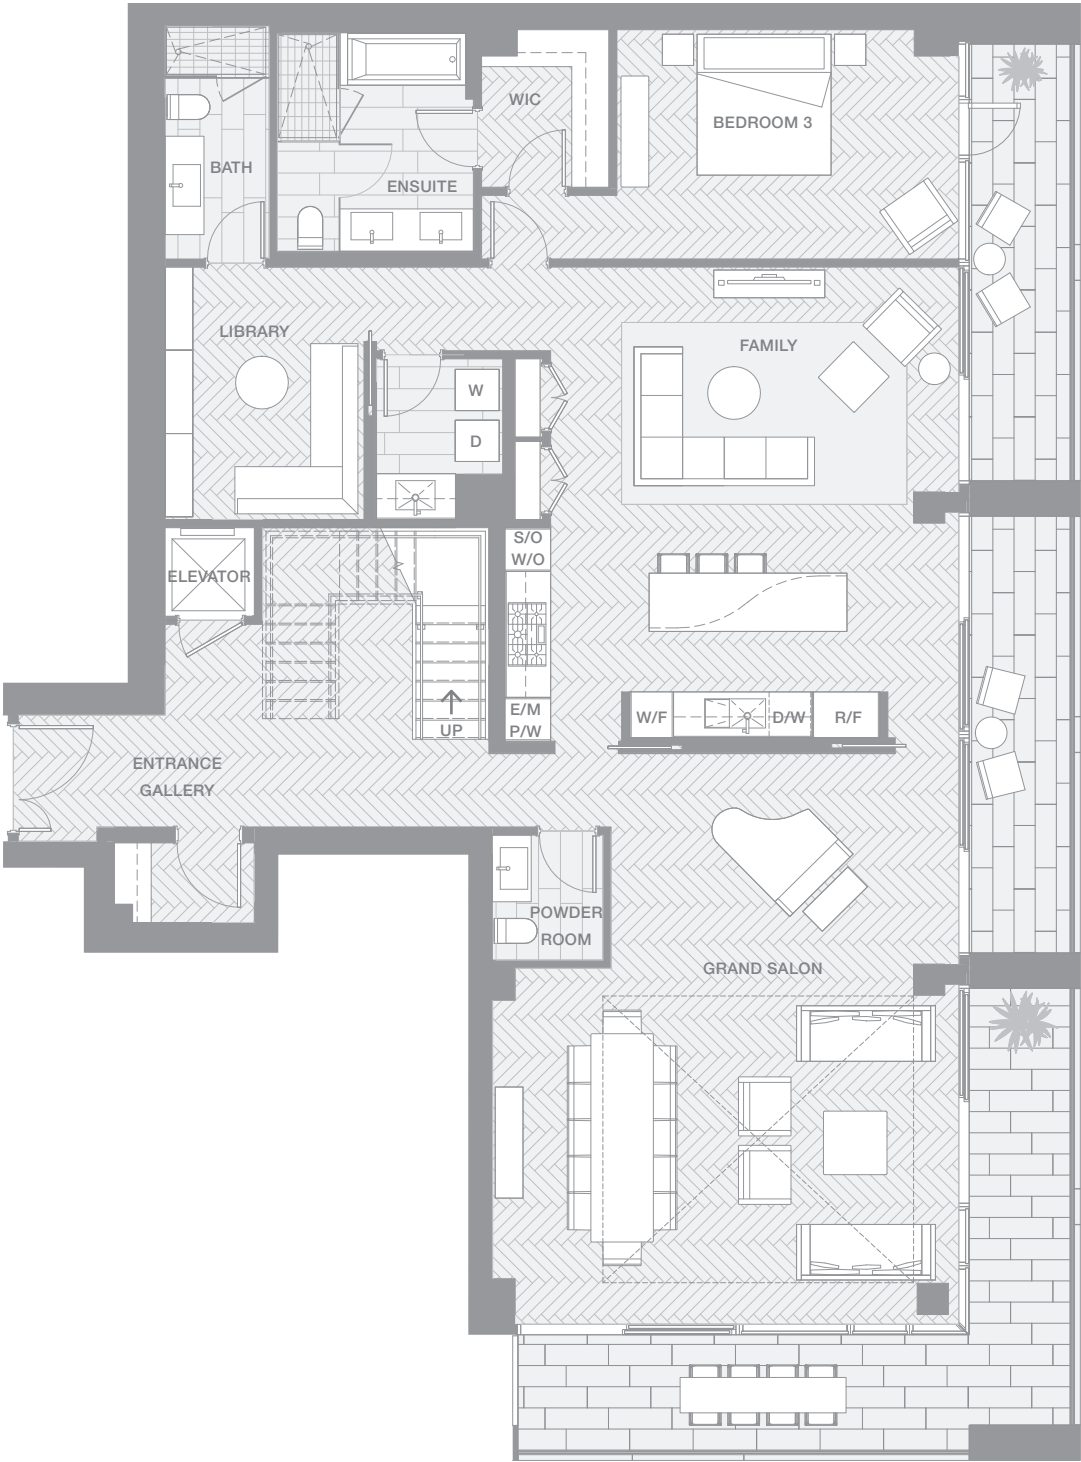 WIC
BEDROOM 3
BATH
ENSUITE
LIBRARY
FAMILY
W
D
S/O
W/O
ELEVATOR
E/M
P/W
UP
W/F
D/W
R/F
ENTRANCE
GALLERY
POWDER
ROOM
GRAND SALON